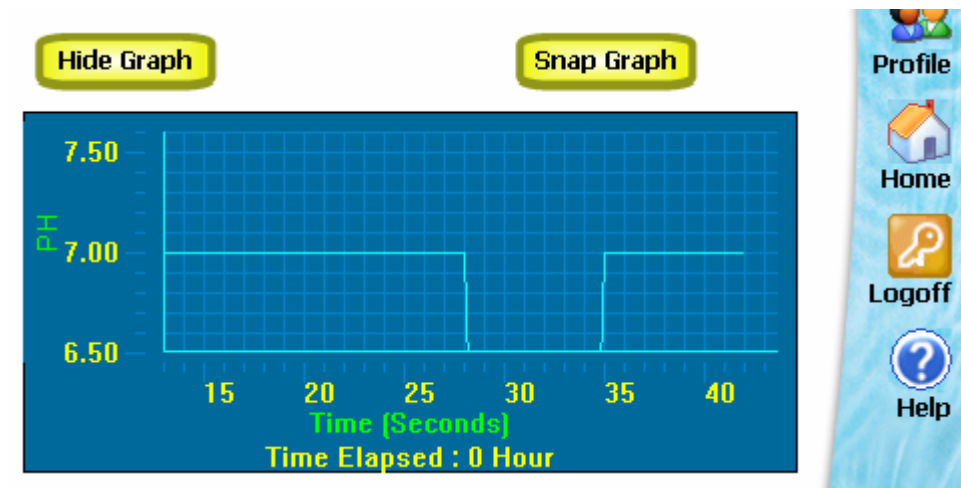 Hide Graph
Snap Graph
7.50
7.00
6.50
PH
15 20 25 30 35 40
Time (Seconds)
Time Elapsed : 0 Hour
Profile
Home
Logoff
Help